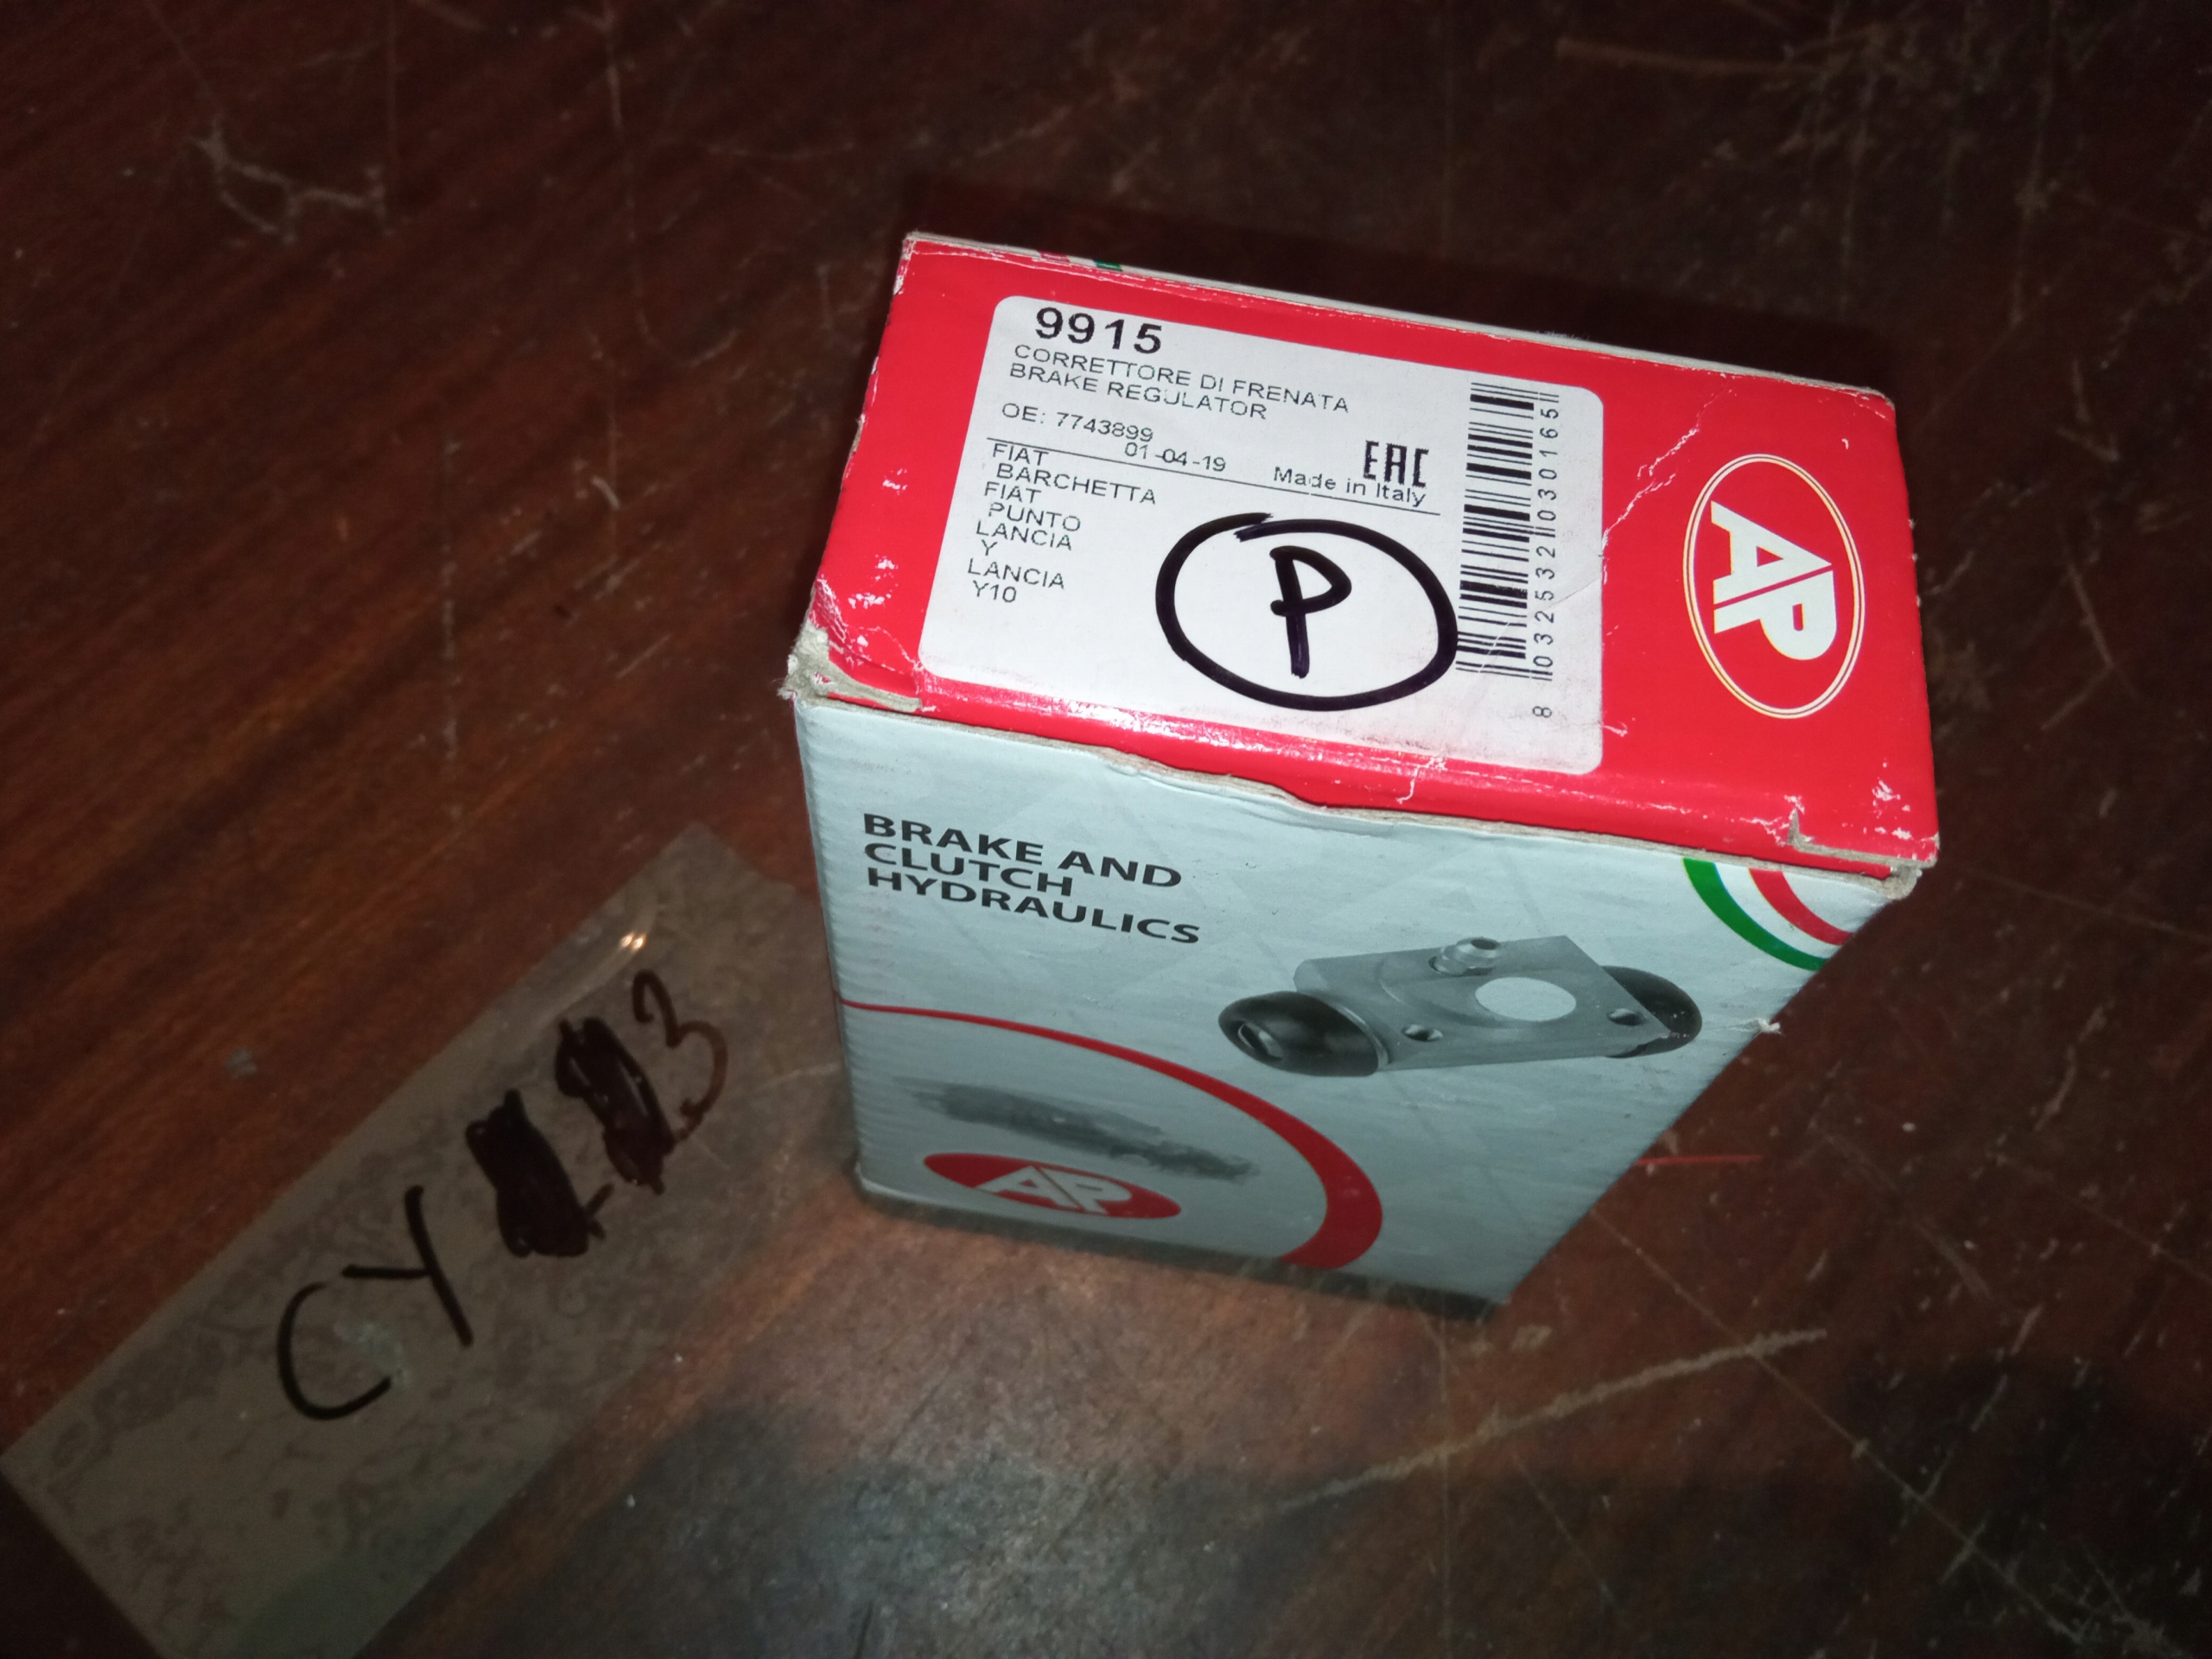 9915
CORRETTORE DI FRENATA
BRAKE REGULATOR
OE: 7743899
01-04-19
Made in Italy
EAC
FIAT
BARCHETTA
FIAT
PUNTO
LANCIA
Y
LANCIA
Y10
P
8 032532 030165
AP
BRAKE AND
CLUTCH
HYDRAULICS
AP
CY 3